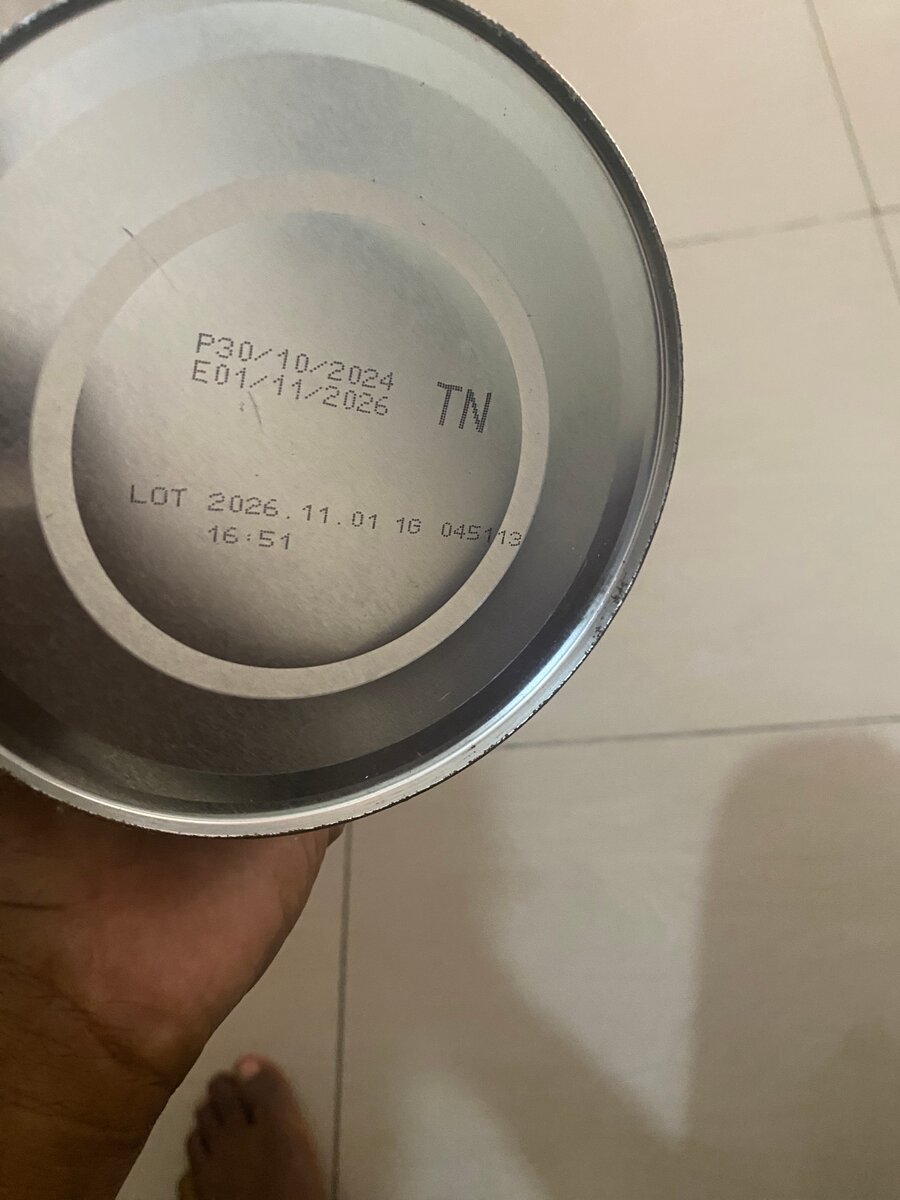 P30/10/2024
E01/11/2026
TN
LOT 2026.11.01 1G 045113
16:51